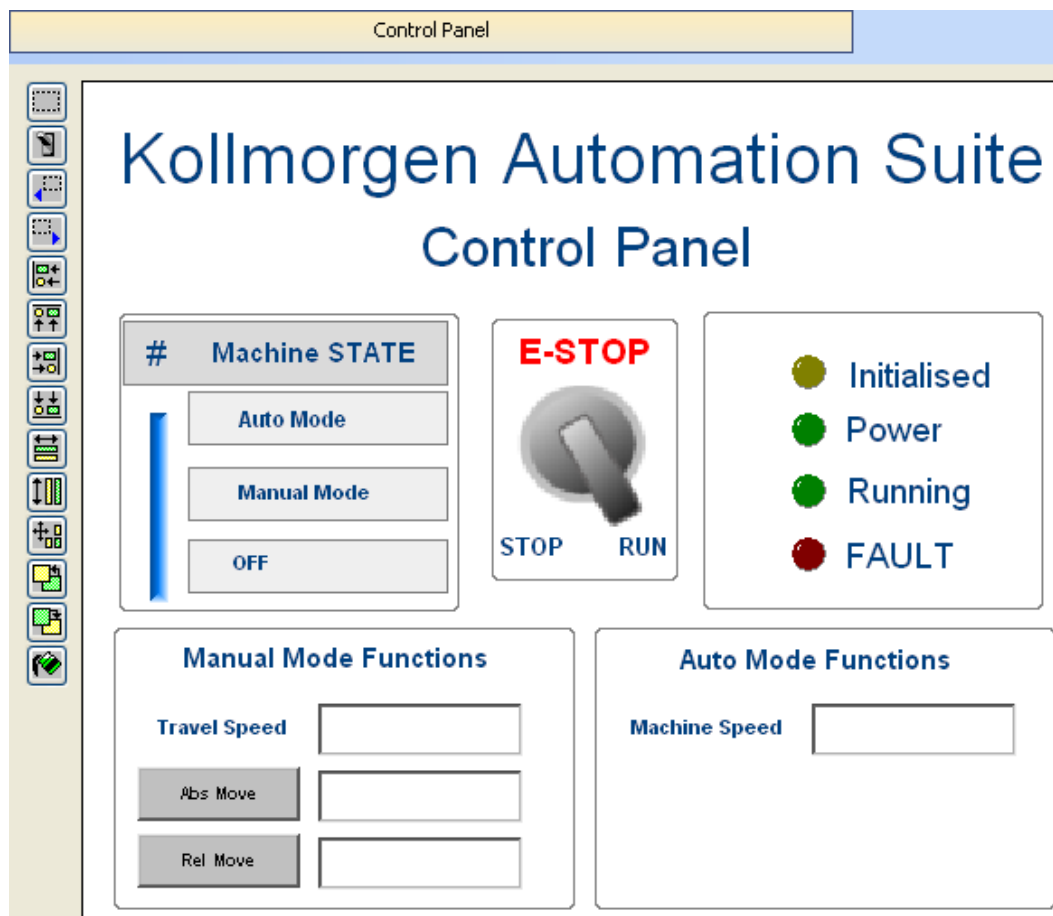 Control Panel
Kollmorgen Automation Suite
Control Panel
# Machine STATE
Auto Mode
Manual Mode
OFF
E-STOP
STOP RUN
Initialised
Power
Running
FAULT
Manual Mode Functions
Travel Speed
Abs Move
Rel Move
Auto Mode Functions
Machine Speed